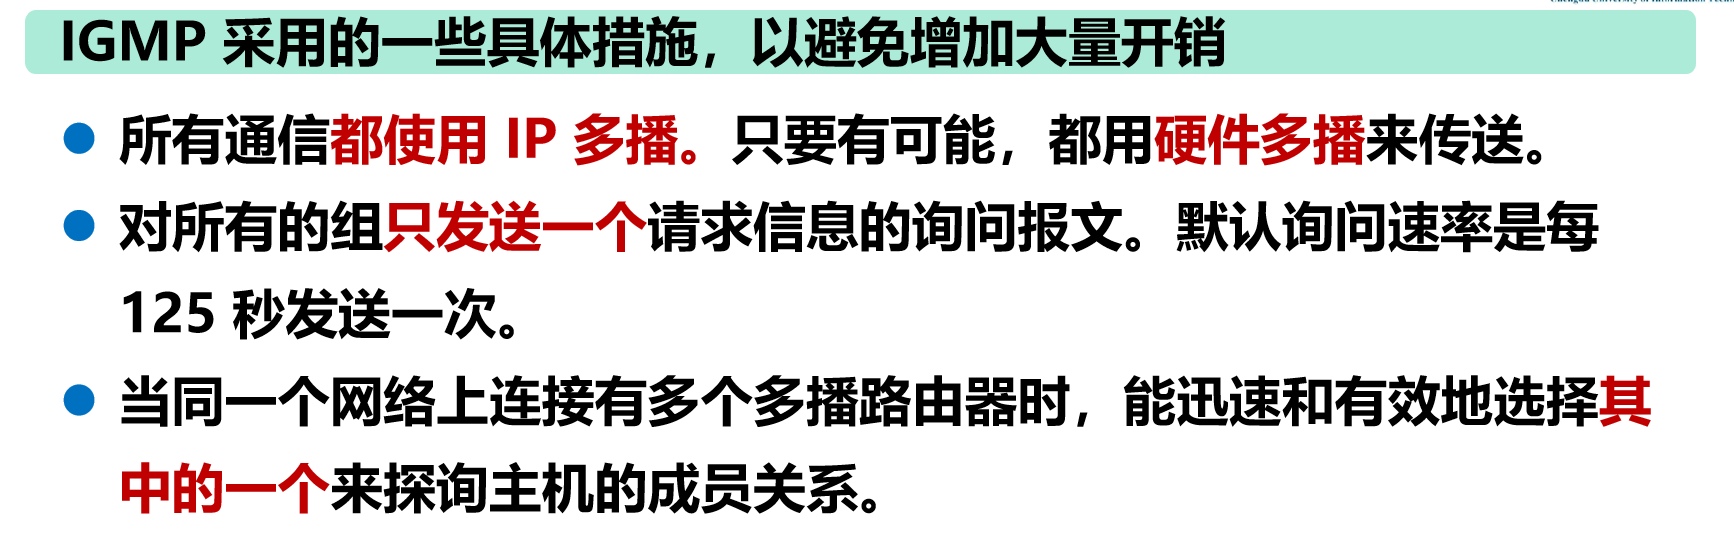 IGMP 采用的一些具体措施，以避免增加大量开销
所有通信都使用 IP 多播。只要有可能，都用硬件多播来传送。
对所有的组只发送一个请求信息的询问报文。默认询问速率是每
125 秒发送一次。
当同一个网络上连接有多个多播路由器时，能迅速和有效地选择其
中的一个来探询主机的成员关系。